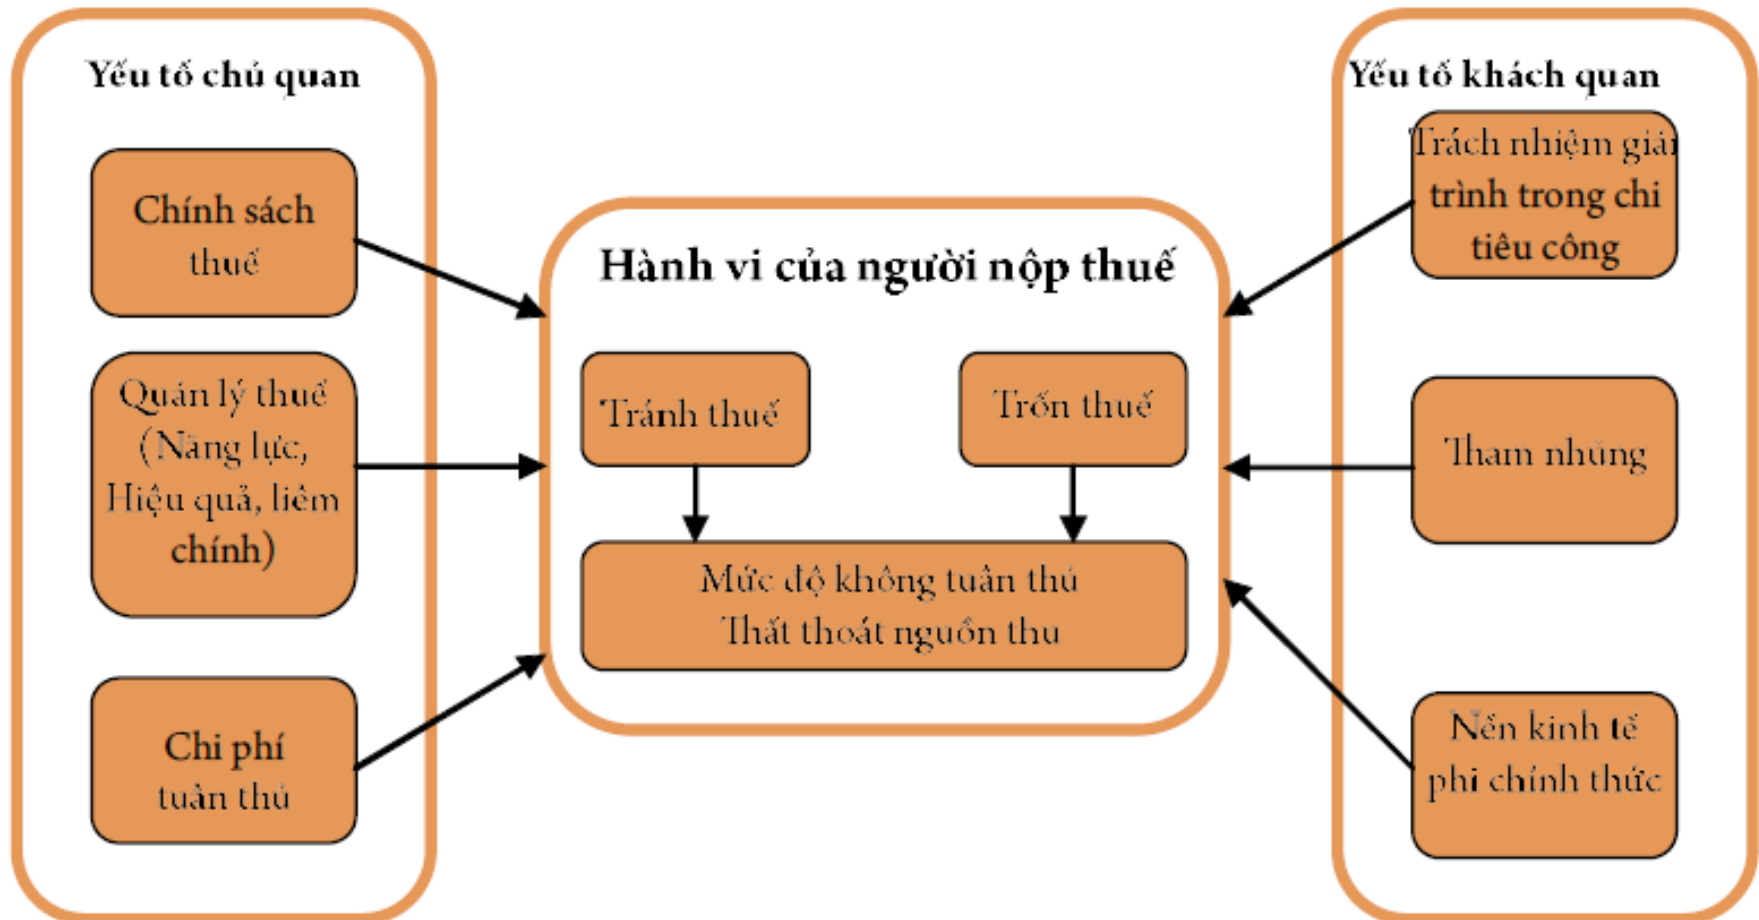 Yếu tố chủ quan
Chính sách
thuế
Quản lý thuế
(Năng lực,
Hiệu quả, liêm
chính)
Chi phí
tuân thủ
Hành vi của người nộp thuế
Tránh thuế
Trốn thuế
Mức độ không tuân thủ
Thất thoát nguồn thu
Yếu tố khách quan
Trách nhiệm giải
trình trong chi
tiêu công
Tham nhũng
Nền kinh tế
phi chính thức